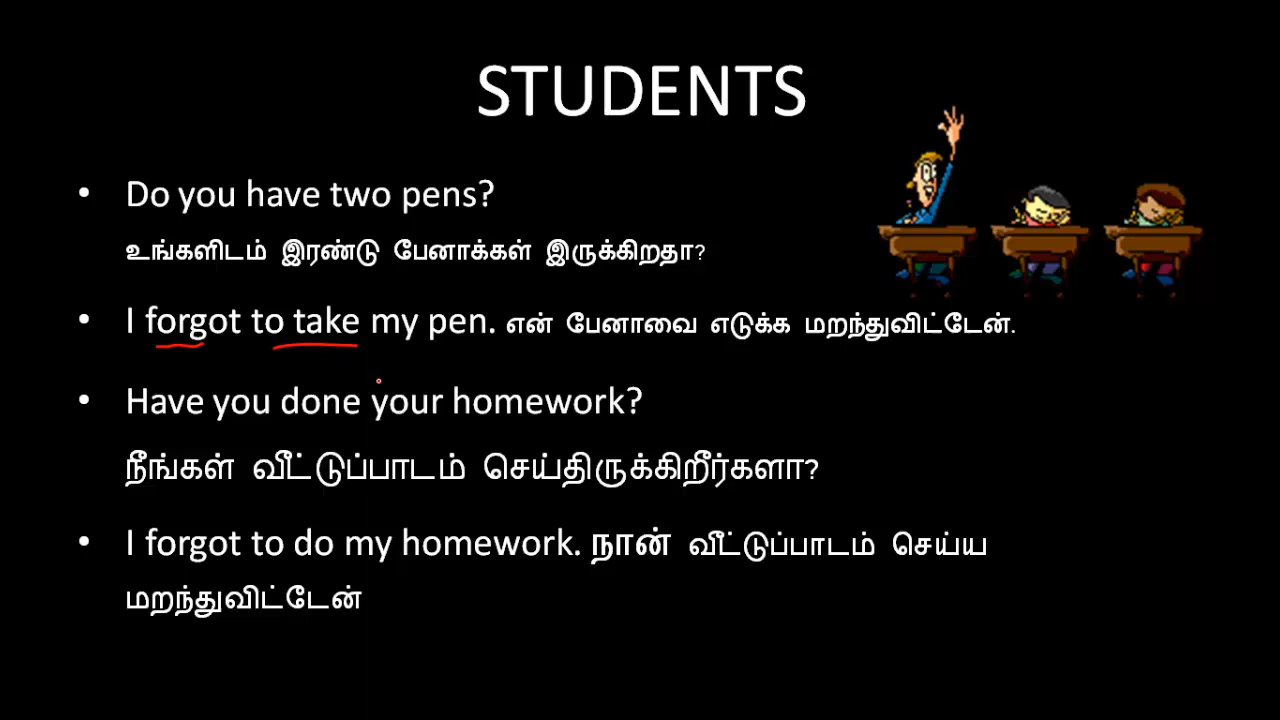 STUDENTS
• Do you have two pens?
உங்களிடம் இரண்டு பேனாக்கள் இருக்கிறதா?
• I forgot to take my pen. என் பேனாவை எடுக்க மறந்துவிட்டேன்.
• Have you done your homework?
நீங்கள் வீட்டுப்பாடம் செய்திருக்கிறீர்களா?
• I forgot to do my homework. நான் வீட்டுப்பாடம் செய்ய
மறந்துவிட்டேன்